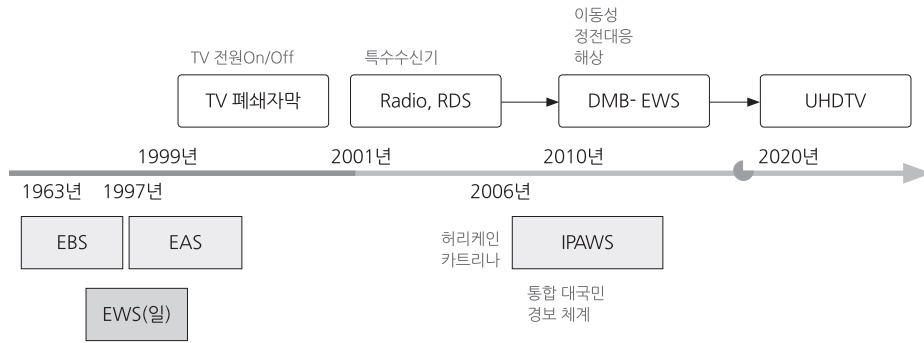 이동성
정전대응
해상
TV 전원On/Off
특수수신기
TV 폐쇄자막
Radio, RDS
DMB- EWS
UHDTV
1999년
2001년
2010년
2020년
1963년
1997년
2006년
EBS
EAS
허리케인
카트리나
IPAWS
통합 대국민
경보 체계
EWS(일)